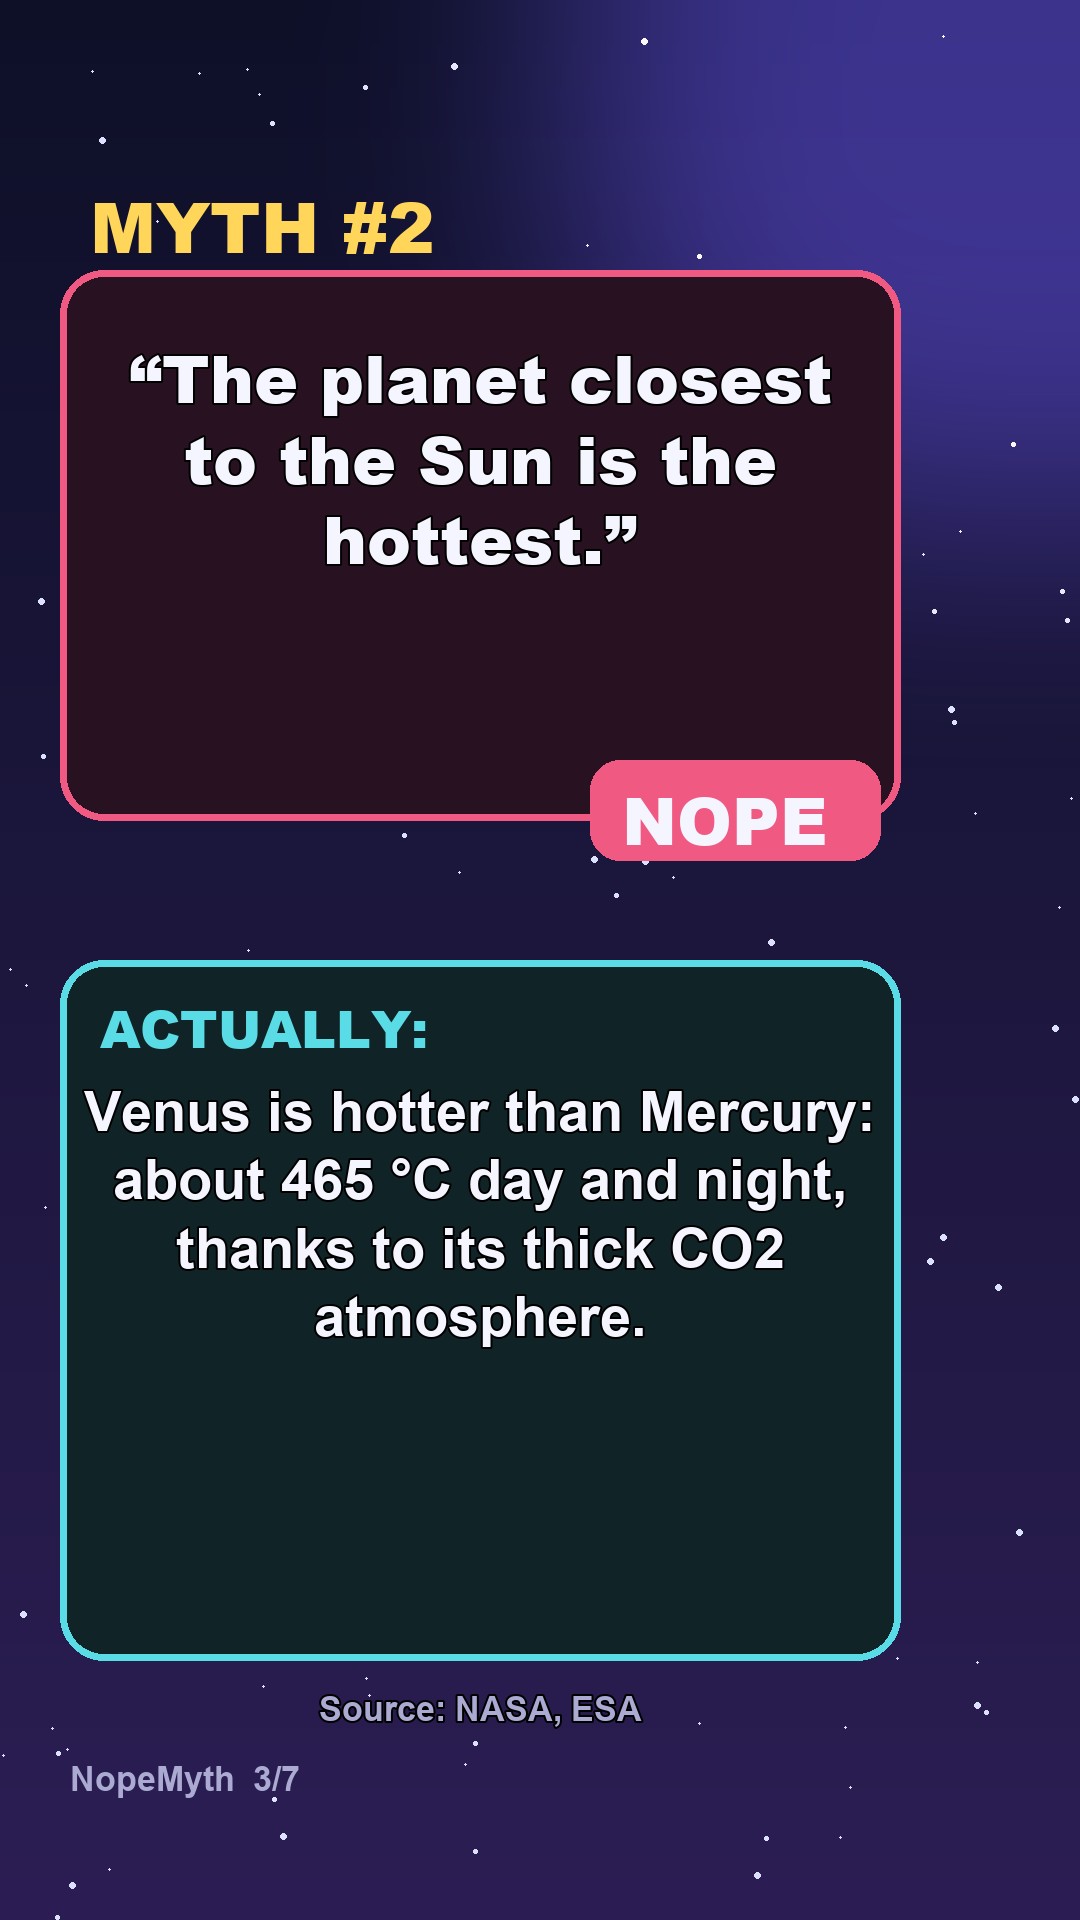 MYTH #2
“The planet closest
to the Sun is the
hottest.”
NOPE
ACTUALLY:
Venus is hotter than Mercury:
about 465 °C day and night,
thanks to its thick CO2
atmosphere.
Source: NASA, ESA
NopeMyth 3/7